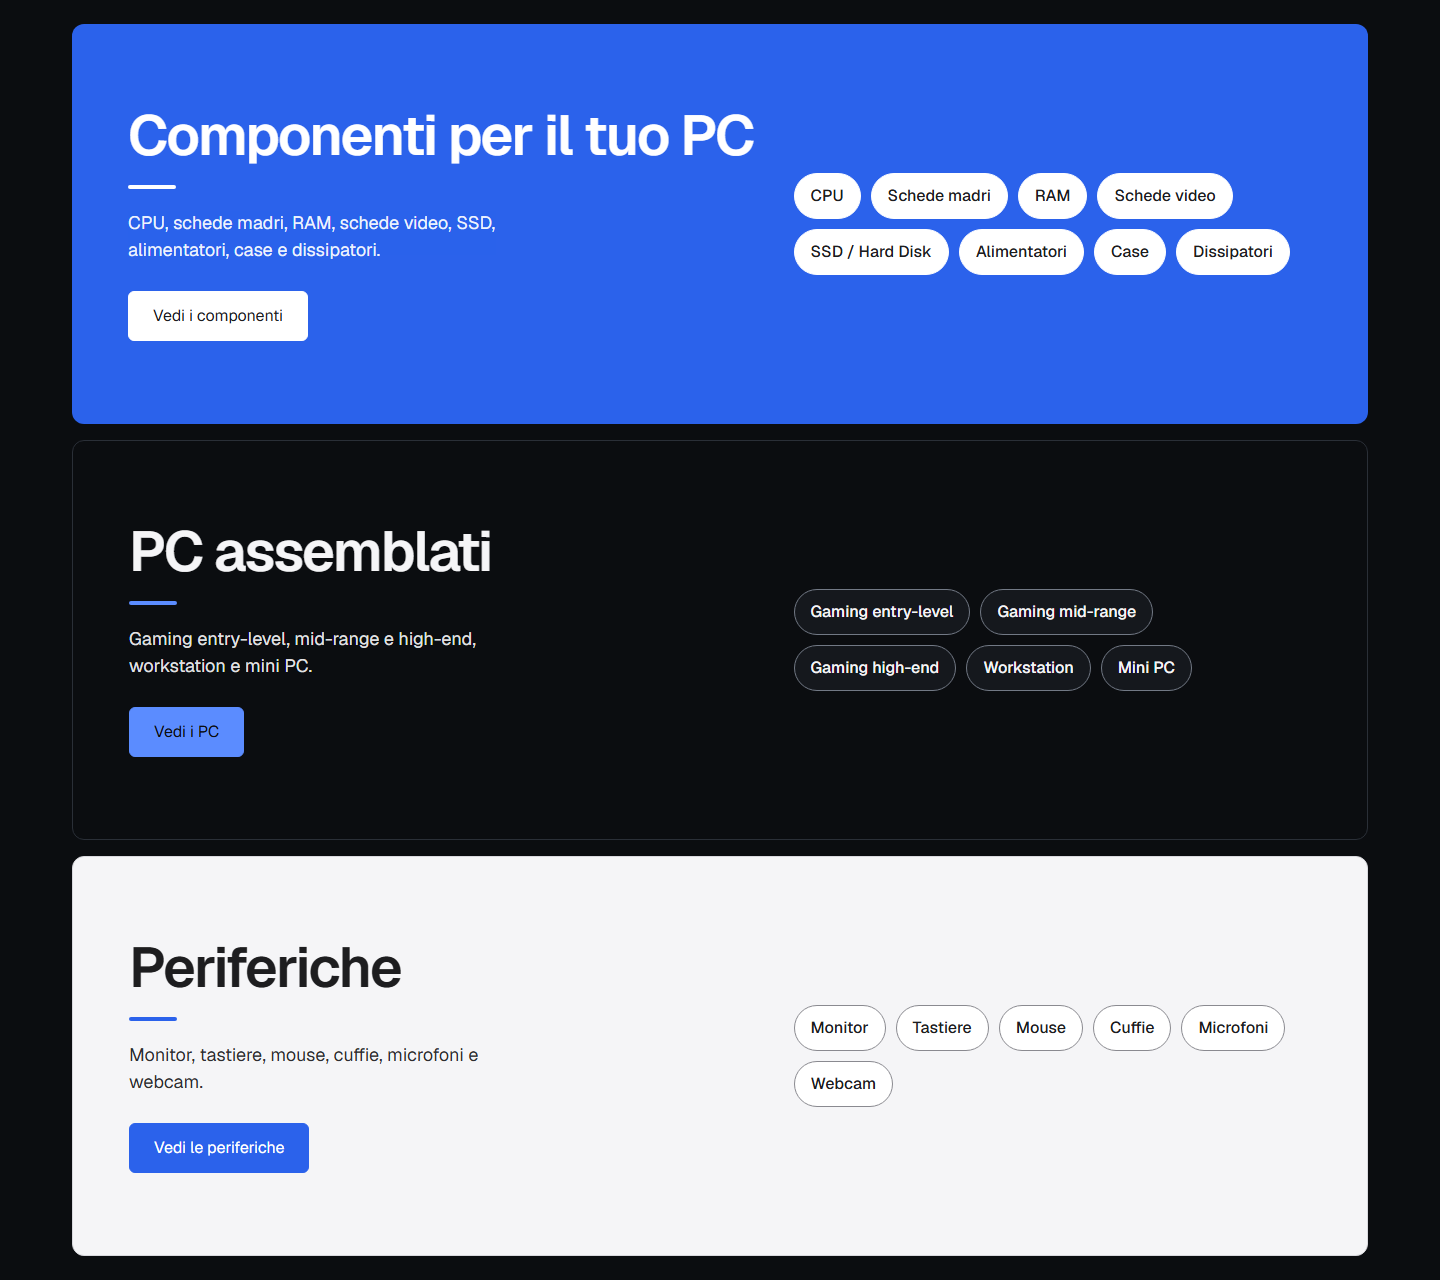 Componenti per il tuo PC
CPU, schede madri, RAM, schede video, SSD,
alimentatori, case e dissipatori.
Vedi i componenti
CPU
Schede madri
RAM
Schede video
SSD / Hard Disk
Alimentatori
Case
Dissipatori
PC assemblati
Gaming entry-level, mid-range e high-end,
workstation e mini PC.
Vedi i PC
Gaming entry-level
Gaming mid-range
Gaming high-end
Workstation
Mini PC
Periferiche
Monitor, tastiere, mouse, cuffie, microfoni e
webcam.
Vedi le periferiche
Monitor
Tastiere
Mouse
Cuffie
Microfoni
Webcam